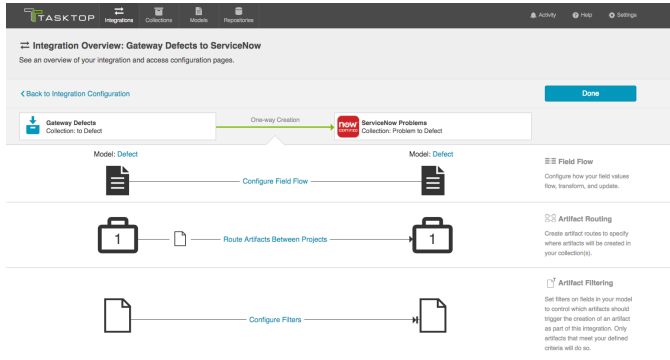 TASKTOP
Integrations
Collections
Models
Repositories
Activity
Help
Settings
Integration Overview: Gateway Defects to ServiceNow
See an overview of your integration and access configuration pages.
Back to Integration Configuration
Done
Gateway Defects
Collection: to Defect
One-way Creation
now
CERTIFIED
ServiceNow Problems
Collection: Problem to Defect
Model: Defect
Model: Defect
Configure Field Flow
Field Flow
Configure how your field values
flow, transform, and update.
1
Route Artifacts Between Projects
1
Artifact Routing
Create artifact routes to specify
where artifacts will be created in
your collection(s).
Configure Filters
Artifact Filtering
Set filters on fields in your model
to control which artifacts should
trigger the creation of an artifact
as part of this integration. Only
artifacts that meet your defined
criteria will do so.